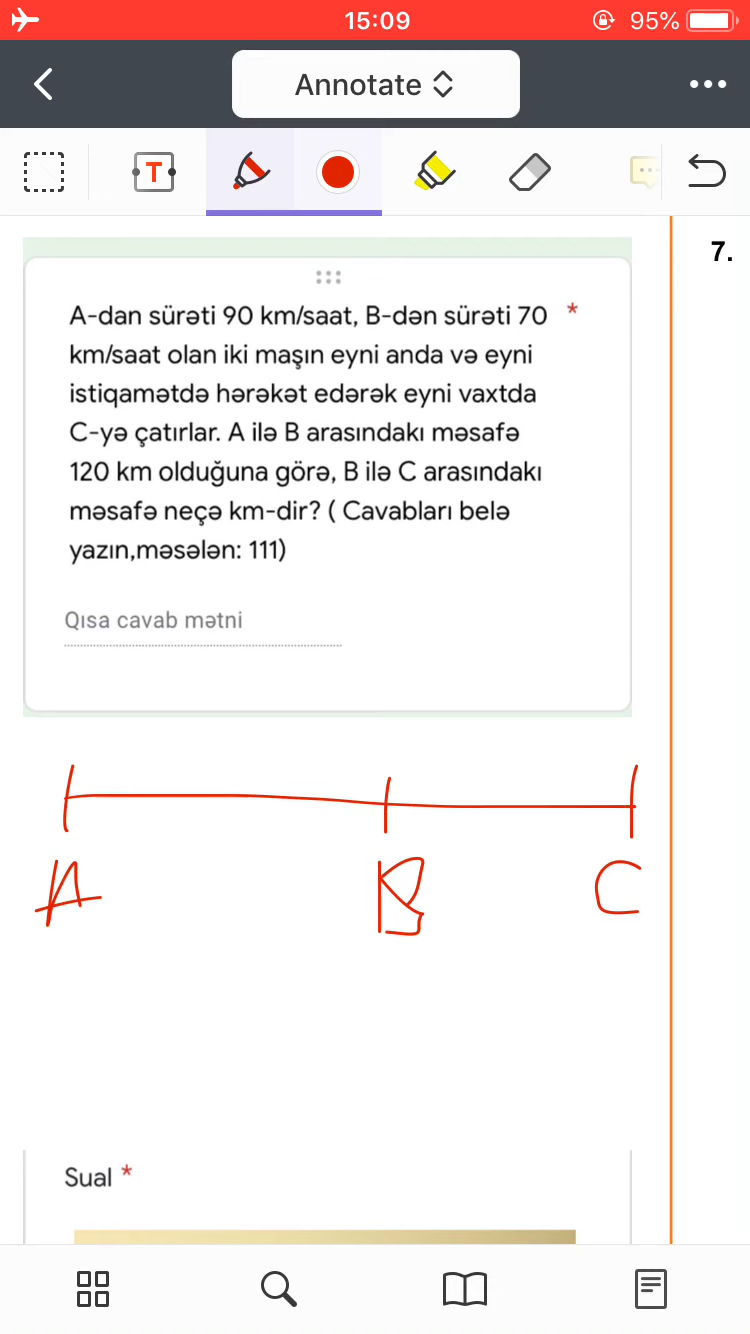 15:09
95%
Annotate
T
7.
A-dan sürəti 90 km/saat, B-dən sürəti 70 *
km/saat olan iki maşın eyni anda və eyni
istiqamətdə hərəkət edərək eyni vaxtda
C-yə çatırlar. A ilə B arasındakı məsafə
120 km olduğuna görə, B ilə C arasındakı
məsafə neçə km-dir? ( Cavabları belə
yazın,məsələn: 111)
Qısa cavab mətni
A B C
Sual *